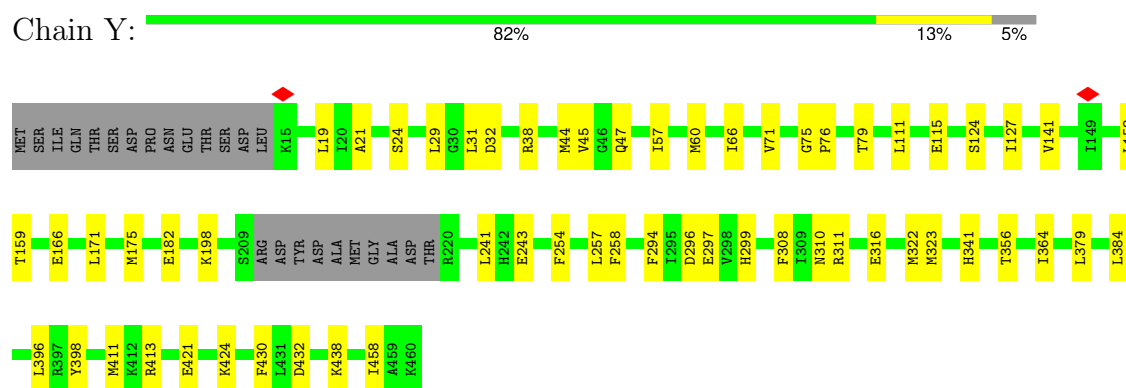 Chain Y:
82% 13% 5%
MET SER ILE GLN THR SER ASP PRO ASN GLU THR SER ASP LEU K15 L19 I20 A21 S24 L29 G30 L31 D32 R38 M44 V45 G46 Q47 I57 M60 I66 V71 G75 P76 T79 L111 E115 S124 I127 V141 I149
T159 E166 L171 M175 E182 K198 S209 ARG ASP TYR ASP ALA MET GLY ALA ASP THR R220 L241 H242 E243 F254 L257 F258 F294 I295 D296 E297 V298 H299 F308 I309 N310 R311 E316 M322 M323 H341 T356 I364 L379 L384
L396 R397 Y398 M411 K412 R413 E421 K424 F430 L431 D432 K438 I458 A459 K460